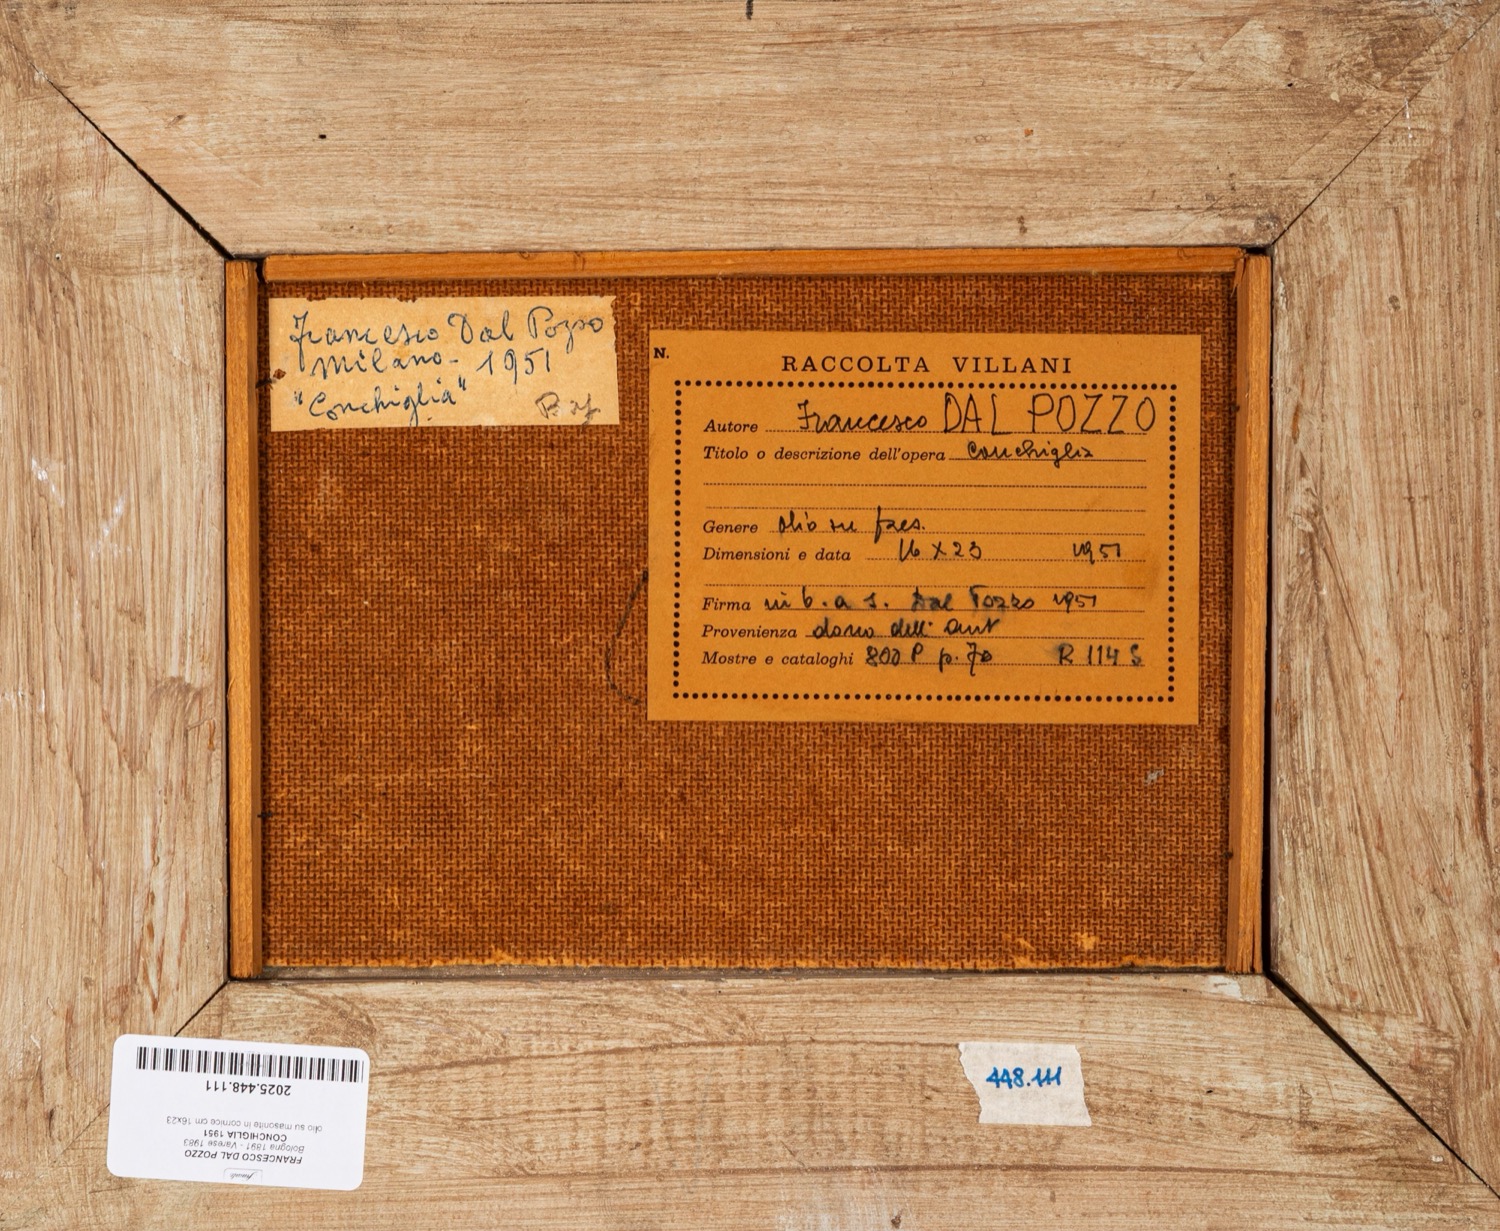 Francesco Dal Pozzo
Milano - 1951
"Conchiglia"
N.
RACCOLTA VILLANI
Autore Francesco DAL POZZO
Titolo o descrizione dell'opera Conchiglia
Genere olio su faes.
Dimensioni e data 16 x 23 1951
Firma in b. a s. Dal Pozzo 1951
Provenienza dono dell' aut
Mostre e cataloghi 800 P p. 70 R 114 S
448.111
2025.448.111
FRANCESCO DAL POZZO
Bologna 1891 - Varese 1983
CONCHIGLIA 1951
olio su masonite in cornice cm 16x23